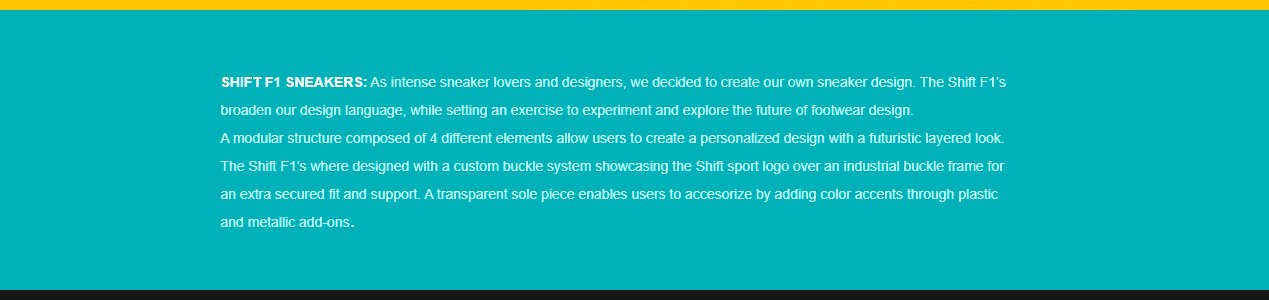 SHIFT F1 SNEAKERS: As intense sneaker lovers and designers, we decided to create our own sneaker design. The Shift F1's
broaden our design language, while setting an exercise to experiment and explore the future of footwear design.
A modular structure composed of 4 different elements allow users to create a personalized design with a futuristic layered look.
The Shift F1's where designed with a custom buckle system showcasing the Shift sport logo over an industrial buckle frame for
an extra secured fit and support. A transparent sole piece enables users to accesorize by adding color accents through plastic
and metallic add-ons.